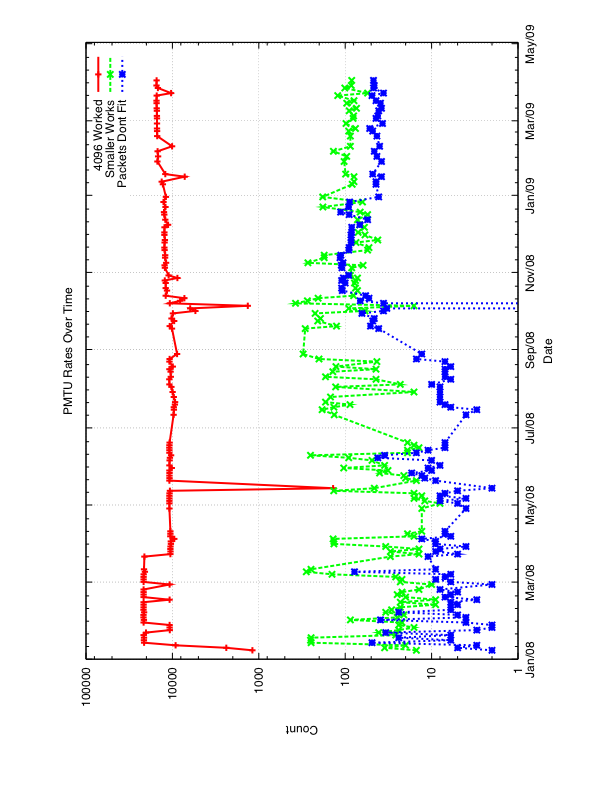 PMTU Rates Over Time
4096 Worked
Smaller Works
Packets Dont Fit
Count
100000
10000
1000
100
10
1
Jan/08
Mar/08
May/08
Jul/08
Sep/08
Nov/08
Jan/09
Mar/09
May/09
Date